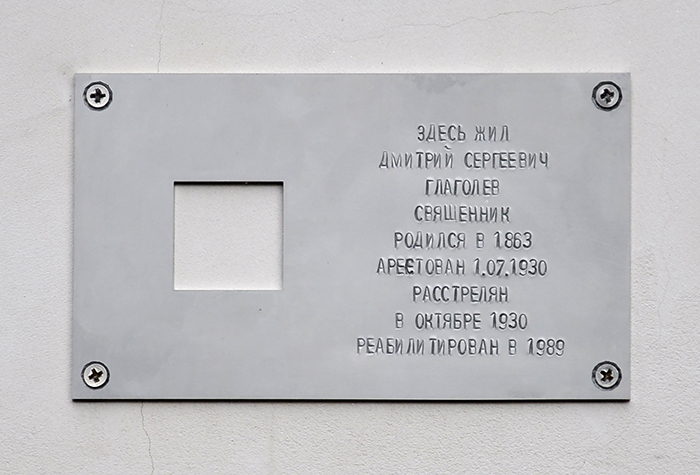 ЗДЕСЬ ЖИЛ
ДМИТРИЙ СЕРГЕЕВИЧ
ГЛАГОЛЕВ
СВЯЩЕННИК
РОДИЛСЯ В 1863
АРЕСТОВАН 1.07.1930
РАССТРЕЛЯН
В ОКТЯБРЕ 1930
РЕАБИЛИТИРОВАН В 1989